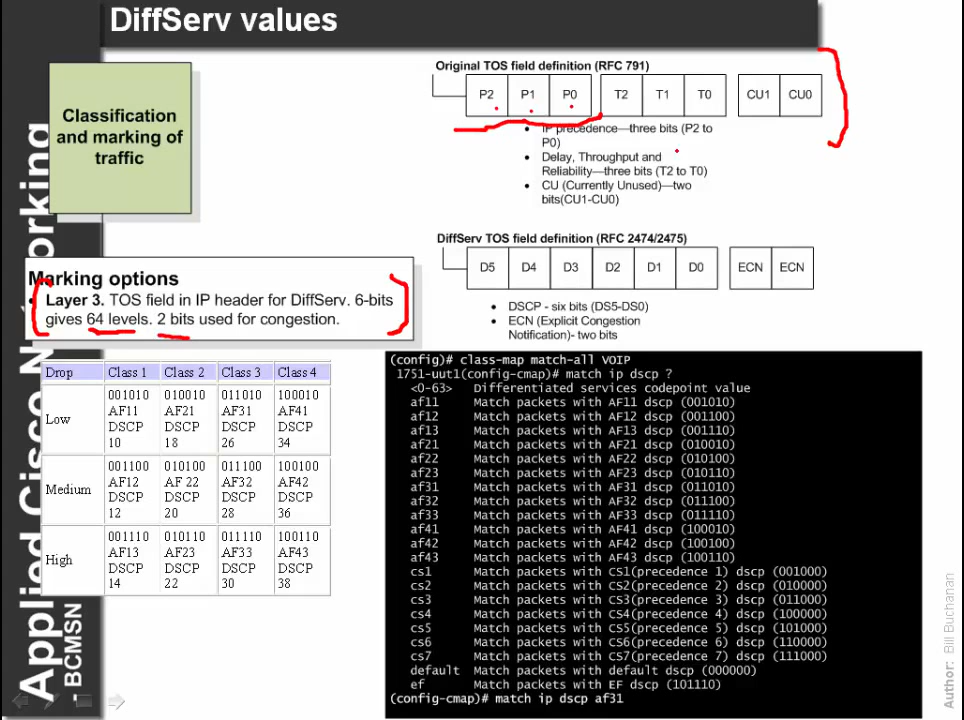 DiffServ values
Classification
and marking of
traffic
Original TOS field definition (RFC 791)
P2 P1 P0 T2 T1 T0 CU1 CU0
• IP precedence—three bits (P2 to
P0)
• Delay, Throughput and
Reliability—three bits (T2 to T0)
• CU (Currently Unused)—two
bits(CU1-CU0)
DiffServ TOS field definition (RFC 2474/2475)
D5 D4 D3 D2 D1 D0 ECN ECN
• DSCP - six bits (DS5-DS0)
• ECN (Explicit Congestion
Notification)- two bits
Marking options
• Layer 3. TOS field in IP header for DiffServ. 6-bits
gives 64 levels. 2 bits used for congestion.
Drop Class 1 Class 2 Class 3 Class 4
Low
001010 010010 011010 100010
AF11 AF21 AF31 AF41
DSCP DSCP DSCP DSCP
10 18 26 34
Medium
001100 010100 011100 100100
AF12 AF 22 AF32 AF42
DSCP DSCP DSCP DSCP
12 20 28 36
High
001110 010110 011110 100110
AF13 AF23 AF33 AF43
DSCP DSCP DSCP DSCP
14 22 30 38
(config)# class-map match-all VOIP
1751-uut1(config-cmap)# match ip dscp ?
<0-63> Differentiated services codepoint value
af11 Match packets with AF11 dscp (001010)
af12 Match packets with AF12 dscp (001100)
af13 Match packets with AF13 dscp (001110)
af21 Match packets with AF21 dscp (010010)
af22 Match packets with AF22 dscp (010100)
af23 Match packets with AF23 dscp (010110)
af31 Match packets with AF31 dscp (011010)
af32 Match packets with AF32 dscp (011100)
af33 Match packets with AF33 dscp (011110)
af41 Match packets with AF41 dscp (100010)
af42 Match packets with AF42 dscp (100100)
af43 Match packets with AF43 dscp (100110)
cs1 Match packets with CS1(precedence 1) dscp (001000)
cs2 Match packets with CS2(precedence 2) dscp (010000)
cs3 Match packets with CS3(precedence 3) dscp (011000)
cs4 Match packets with CS4(precedence 4) dscp (100000)
cs5 Match packets with CS5(precedence 5) dscp (101000)
cs6 Match packets with CS6(precedence 6) dscp (110000)
cs7 Match packets with CS7(precedence 7) dscp (111000)
default Match packets with default dscp (000000)
ef Match packets with EF dscp (101110)
(config-cmap)# match ip dscp af31
Applied Cisco N working
- BCMSN
Author: Bill Buchanan